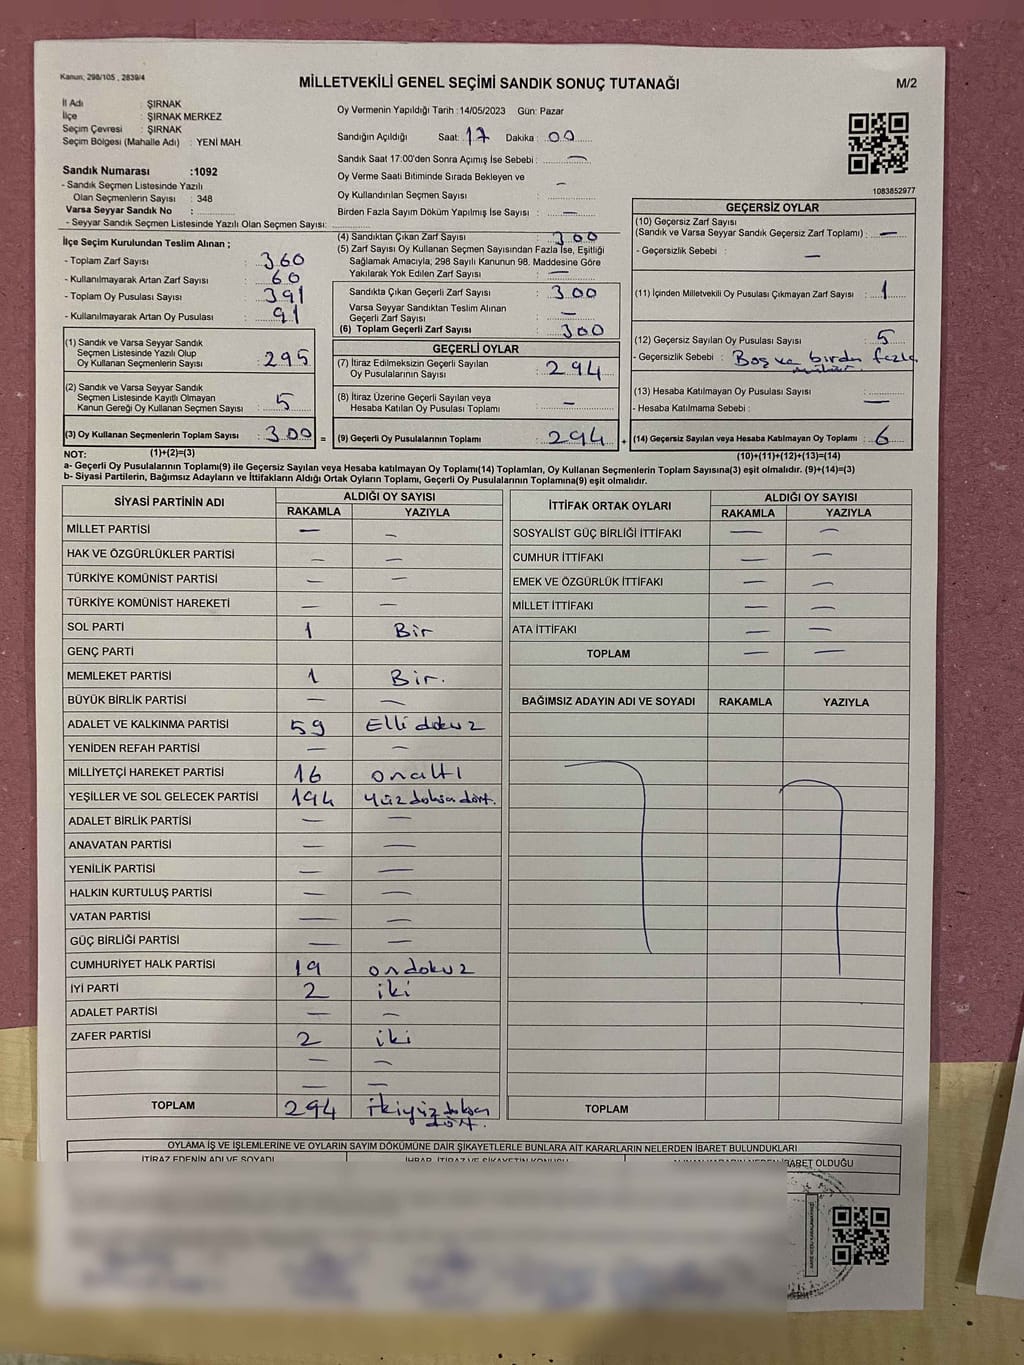 Kanun; 298/105 , 2839/4
MİLLETVEKİLİ GENEL SEÇİMİ SANDIK SONUÇ TUTANAĞI
M/2
İl Adı : ŞIRNAK
İlçe : ŞIRNAK MERKEZ
Seçim Çevresi : ŞIRNAK
Seçim Bölgesi (Mahalle Adı) : YENİ MAH.
Sandık Numarası :1092
- Sandık Seçmen Listesinde Yazılı
Olan Seçmenlerin Sayısı : 348
Varsa Seyyar Sandık No :
- Seyyar Sandık Seçmen Listesinde Yazılı Olan Seçmen Sayısı:
Oy Vermenin Yapıldığı Tarih :14/05/2023 Gün: Pazar
Sandığın Açıldığı Saat: 17 Dakika : 00
Sandık Saat 17:00'den Sonra Açımış İse Sebebi : —
Oy Verme Saati Bitiminde Sırada Bekleyen ve
Oy Kullandırılan Seçmen Sayısı —
Birden Fazla Sayım Döküm Yapılmış İse Sayısı : —
1083852977
İlçe Seçim Kurulundan Teslim Alınan ;
- Toplam Zarf Sayısı : 360
- Kullanılmayarak Artan Zarf Sayısı : 60
- Toplam Oy Pusulası Sayısı : 391
- Kullanılmayarak Artan Oy Pusulası : 91
(1) Sandık ve Varsa Seyyar Sandık
Seçmen Listesinde Yazılı Olup
Oy Kullanan Seçmenlerin Sayısı : 295
(2) Sandık ve Varsa Seyyar Sandık
Seçmen Listesinde Kayıtlı Olmayan
Kanun Gereği Oy Kullanan Seçmen Sayısı : 5
(3) Oy Kullanan Seçmenlerin Toplam Sayısı : 300 =
(4) Sandıktan Çıkan Zarf Sayısı : 300
(5) Zarf Sayısı Oy Kullanan Seçmen Sayısından Fazla İse, Eşitliği
Sağlamak Amacıyla; 298 Sayılı Kanunun 98. Maddesine Göre
Yakılarak Yok Edilen Zarf Sayısı : —
Sandıkta Çıkan Geçerli Zarf Sayısı : 300
Varsa Seyyar Sandıktan Teslim Alınan
Geçerli Zarf Sayısı : —
(6) Toplam Geçerli Zarf Sayısı : 300
GEÇERLİ OYLAR
(7) İtiraz Edilmeksizin Geçerli Sayılan
Oy Pusulalarının Sayısı : 294
(8) İtiraz Üzerine Geçerli Sayılan veya
Hesaba Katılan Oy Pusulası Toplamı : —
(9) Geçerli Oy Pusulalarının Toplamı : 294 +
GEÇERSİZ OYLAR
(10) Geçersiz Zarf Sayısı
(Sandık ve Varsa Seyyar Sandık Geçersiz Zarf Toplamı) : —
- Geçersizlik Sebebi : —
(11) İçinden Milletvekili Oy Pusulası Çıkmayan Zarf Sayısı : 1
(12) Geçersiz Sayılan Oy Pusulası Sayısı : 5
- Geçersizlik Sebebi : Boş ve birden fazla
mühür.
(13) Hesaba Katılmayan Oy Pusulası Sayısı :
- Hesaba Katılmama Sebebi : —
(14) Geçersiz Sayılan veya Hesaba Katılmayan Oy Toplamı : 6
NOT: (1)+(2)=(3)
(10)+(11)+(12)+(13)=(14)
a- Geçerli Oy Pusulalarının Toplamı(9) ile Geçersiz Sayılan veya Hesaba katılmayan Oy Toplamı(14) Toplamları, Oy Kullanan Seçmenlerin Toplam Sayısına(3) eşit olmalıdır. (9)+(14)=(3)
b- Siyasi Partilerin, Bağımsız Adayların ve İttifakların Aldığı Ortak Oyların Toplamı, Geçerli Oy Pusulalarının Toplamına(9) eşit olmalıdır.
SİYASİ PARTİNİN ADI ALDIĞI OY SAYISI
RAKAMLA YAZIYLA
MİLLET PARTİSİ — —
HAK VE ÖZGÜRLÜKLER PARTİSİ — —
TÜRKİYE KOMÜNİST PARTİSİ — —
TÜRKİYE KOMÜNİST HAREKETİ — —
SOL PARTİ 1 Bir
GENÇ PARTİ
MEMLEKET PARTİSİ 1 Bir.
BÜYÜK BİRLİK PARTİSİ — —
ADALET VE KALKINMA PARTİSİ 59 Elli dokuz
YENİDEN REFAH PARTİSİ — —
MİLLİYETÇİ HAREKET PARTİSİ 16 onaltı
YEŞİLLER VE SOL GELECEK PARTİSİ 194 yüz doksan dört.
ADALET BİRLİK PARTİSİ — —
ANAVATAN PARTİSİ — —
YENİLİK PARTİSİ — —
HALKIN KURTULUŞ PARTİSİ — —
VATAN PARTİSİ — —
GÜÇ BİRLİĞİ PARTİSİ — —
CUMHURİYET HALK PARTİSİ 19 on dokuz
İYİ PARTİ 2 iki
ADALET PARTİSİ — —
ZAFER PARTİSİ 2 iki
— —
— —
TOPLAM 294 ikiyüz doksan
dört.
İTTİFAK ORTAK OYLARI ALDIĞI OY SAYISI
RAKAMLA YAZIYLA
SOSYALİST GÜÇ BİRLİĞİ İTTİFAKI — —
CUMHUR İTTİFAKI — —
EMEK VE ÖZGÜRLÜK İTTİFAKI — —
MİLLET İTTİFAKI — —
ATA İTTİFAKI — —
TOPLAM — —
BAĞIMSIZ ADAYIN ADI VE SOYADI RAKAMLA YAZIYLA
TOPLAM
OYLAMA İŞ VE İŞLEMLERİNE VE OYLARIN SAYIM DÖKÜMÜNE DAİR ŞİKAYETLERLE BUNLARA AİT KARARLARIN NELERDEN İBARET BULUNDUKLARI
İTİRAZ EDENİN ADI VE SOYADI İHBAR, İTİRAZ VE ŞİKAYETİN KONUSU İBARET OLDUĞU